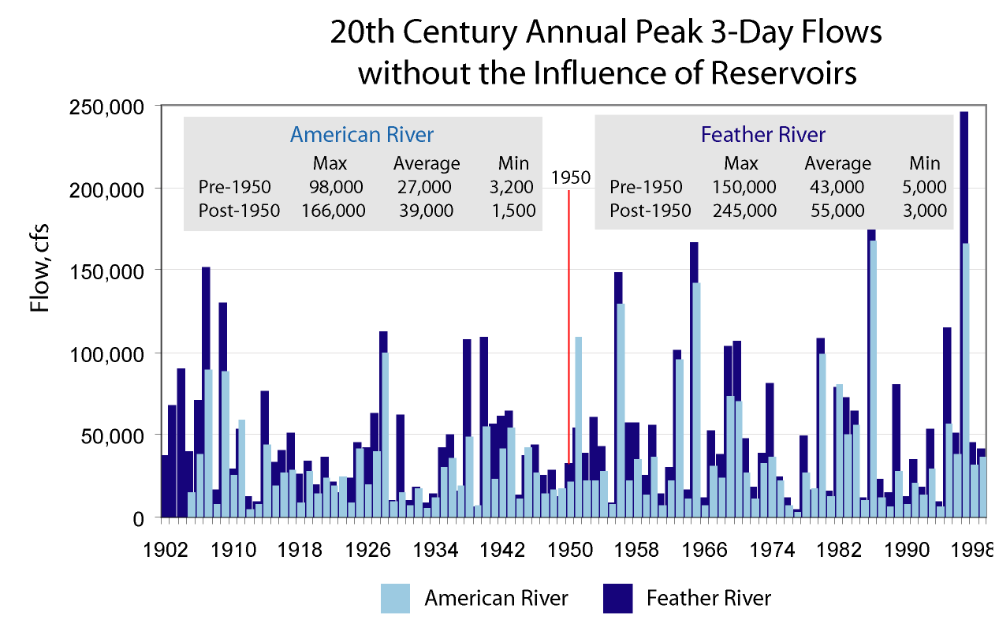 20th Century Annual Peak 3-Day Flows
without the Influence of Reservoirs
Flow, cfs
250,000
200,000
150,000
100,000
50,000
0
American River
Max Average Min
Pre-1950 98,000 27,000 3,200
Post-1950 166,000 39,000 1,500
1950
Feather River
Max Average Min
Pre-1950 150,000 43,000 5,000
Post-1950 245,000 55,000 3,000
1902 1910 1918 1926 1934 1942 1950 1958 1966 1974 1982 1990 1998
American River Feather River